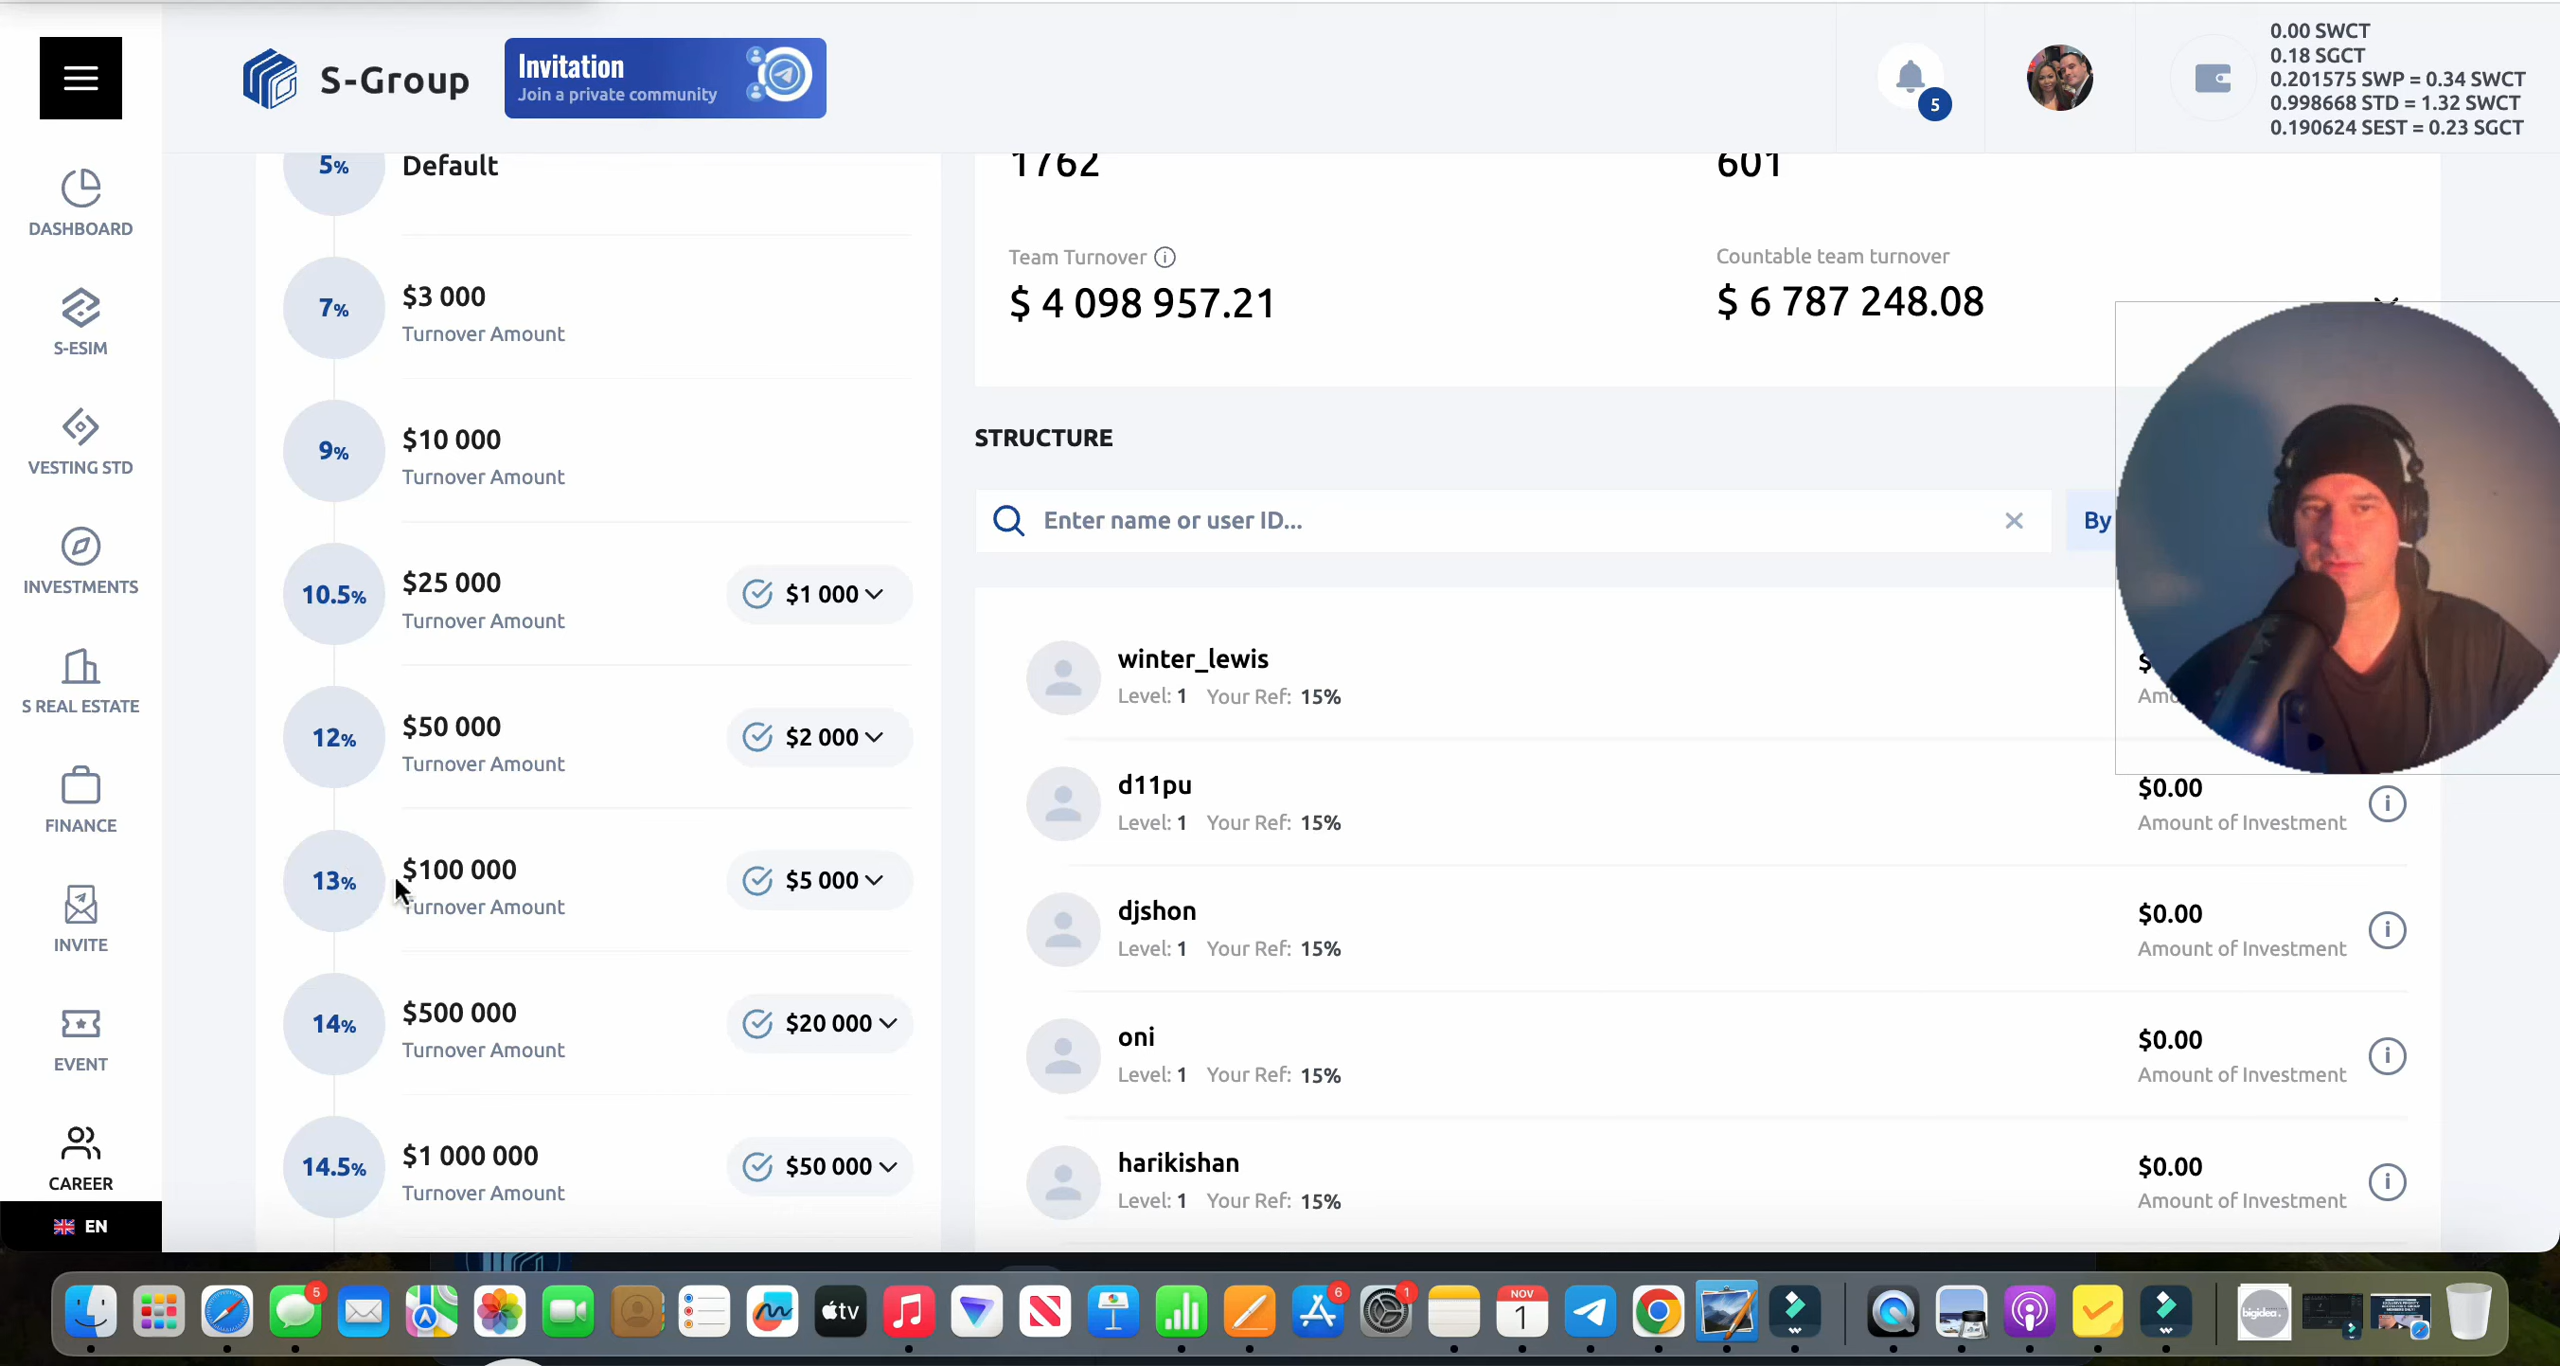 S-Group
Invitation
Join a private community
5
0.00 SWCT
0.18 SGCT
0.201575 SWP = 0.34 SWCT
0.998668 STD = 1.32 SWCT
0.190624 SEST = 0.23 SGCT
DASHBOARD
S-ESIM
VESTING STD
INVESTMENTS
S REAL ESTATE
FINANCE
INVITE
EVENT
CAREER
EN
5% Default
7% $3 000
Turnover Amount
9% $10 000
Turnover Amount
10.5% $25 000 $1 000
Turnover Amount
12% $50 000 $2 000
Turnover Amount
13% $100 000 $5 000
Turnover Amount
14% $500 000 $20 000
Turnover Amount
14.5% $1 000 000 $50 000
Turnover Amount
1762
601
Team Turnover
$ 4 098 957.21
Countable team turnover
$ 6 787 248.08
STRUCTURE
Enter name or user ID...
By
winter_lewis
Level: 1 Your Ref: 15%
d11pu
Level: 1 Your Ref: 15%
$0.00
Amount of Investment
djshon
Level: 1 Your Ref: 15%
$0.00
Amount of Investment
oni
Level: 1 Your Ref: 15%
$0.00
Amount of Investment
harikishan
Level: 1 Your Ref: 15%
$0.00
Amount of Investment
5
tv
6
1
NOV
1
bigidea